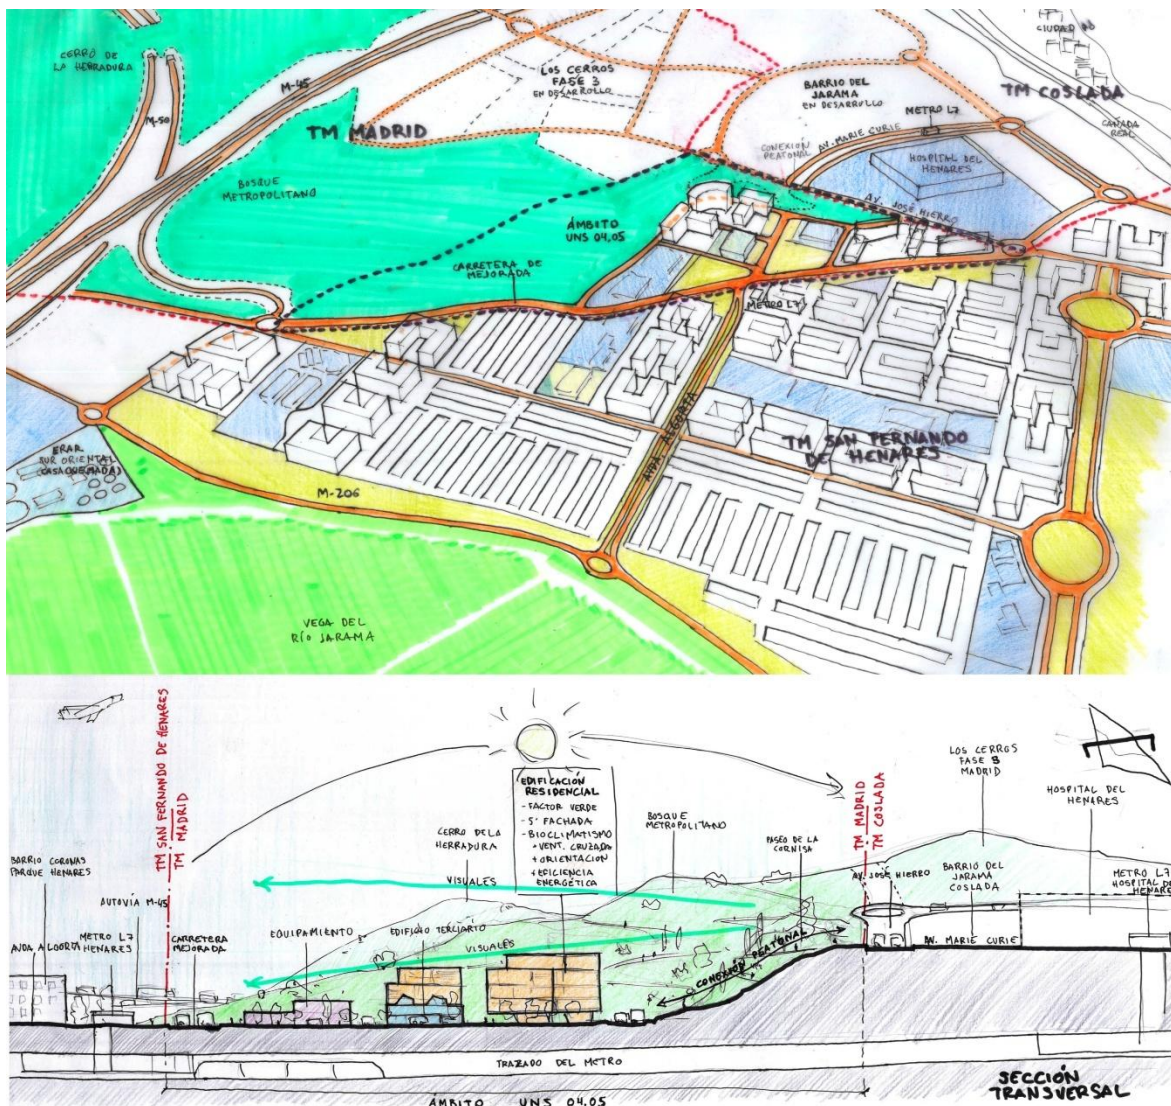 CERRO DE
LA HERRADURA
M-50
M-45
TM MADRID
LOS CERROS
FASE 3
EN DESARROLLO
BARRIO DEL
JARAMA
EN DESARROLLO
METRO L7
CIUDAD 08
TM COSLADA
CAÑADA
REAL
CONEXIÓN
PEATONAL
AV. MARIE CURIE
HOSPITAL DEL
HENARES
BOSQUE
METROPOLITANO
ÁMBITO
UNS 04.05
AV. JOSÉ HIERRO
CARRETERA DE
MEJORADA
METRO L7
AVDA. ALGORTA
TM SAN FERNANDO
DE HENARES
ERAR
SUR ORIENTAL
(CASAQUEMADA)
M-206
VEGA DEL
RÍO JARAMA
TM SAN FERNANDO DE HENARES
TM MADRID
EDIFICACIÓN
RESIDENCIAL
- FACTOR VERDE
- 5ª FACHADA
- BIOCLIMATISMO
+ VENT. CRUZADA
+ ORIENTACIÓN
+ EFICIENCIA
ENERGÉTICA
CERRO DE LA
HERRADURA
BOSQUE
METROPOLITANO
PASEO DE LA
CORNISA
TM MADRID
TM COSLADA
LOS CERROS
FASE 3
MADRID
HOSPITAL DEL
HENARES
BARRIO CORONAS
PARQUE HENARES
AUTOVÍA M-45
VISUALES
AV. JOSÉ HIERRO
BARRIO DEL
JARAMA
COSLADA
METRO L7
HOSPITAL DE
HENARES
AVDA ALGORTA
METRO L7
HENARES
CARRETERA
MEJORADA
EQUIPAMIENTO
EDIFICIO TERCIARIO
VISUALES
CONEXIÓN PEATONAL
AV. MARIE CURIE
TRAZADO DEL METRO
SECCIÓN
TRANSVERSAL
ÁMBITO UNS 04.05